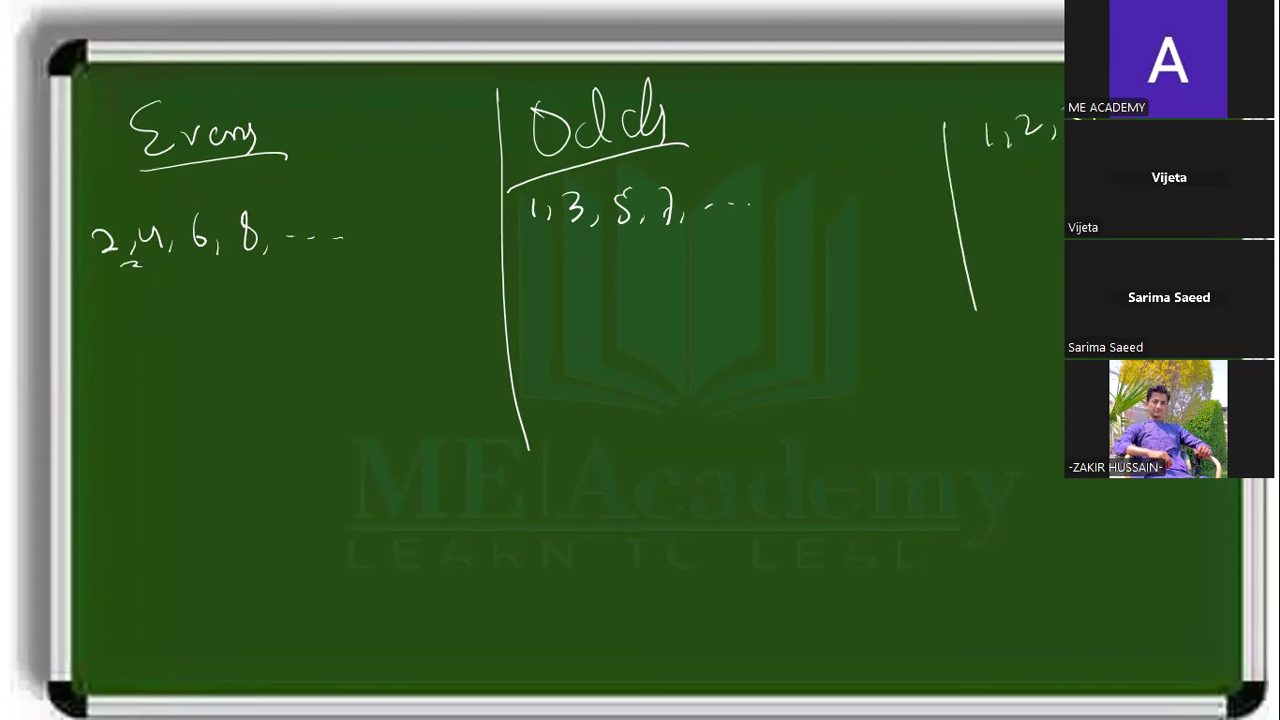 Evens
2, 4, 6, 8, ---
2
Odds
1, 3, 5, 7, ---
1, 2,
ME Academy
LEARN TO LEAD
A
ME ACADEMY
Vijeta
Vijeta
Sarima Saeed
Sarima Saeed
-ZAKIR HUSSAIN-